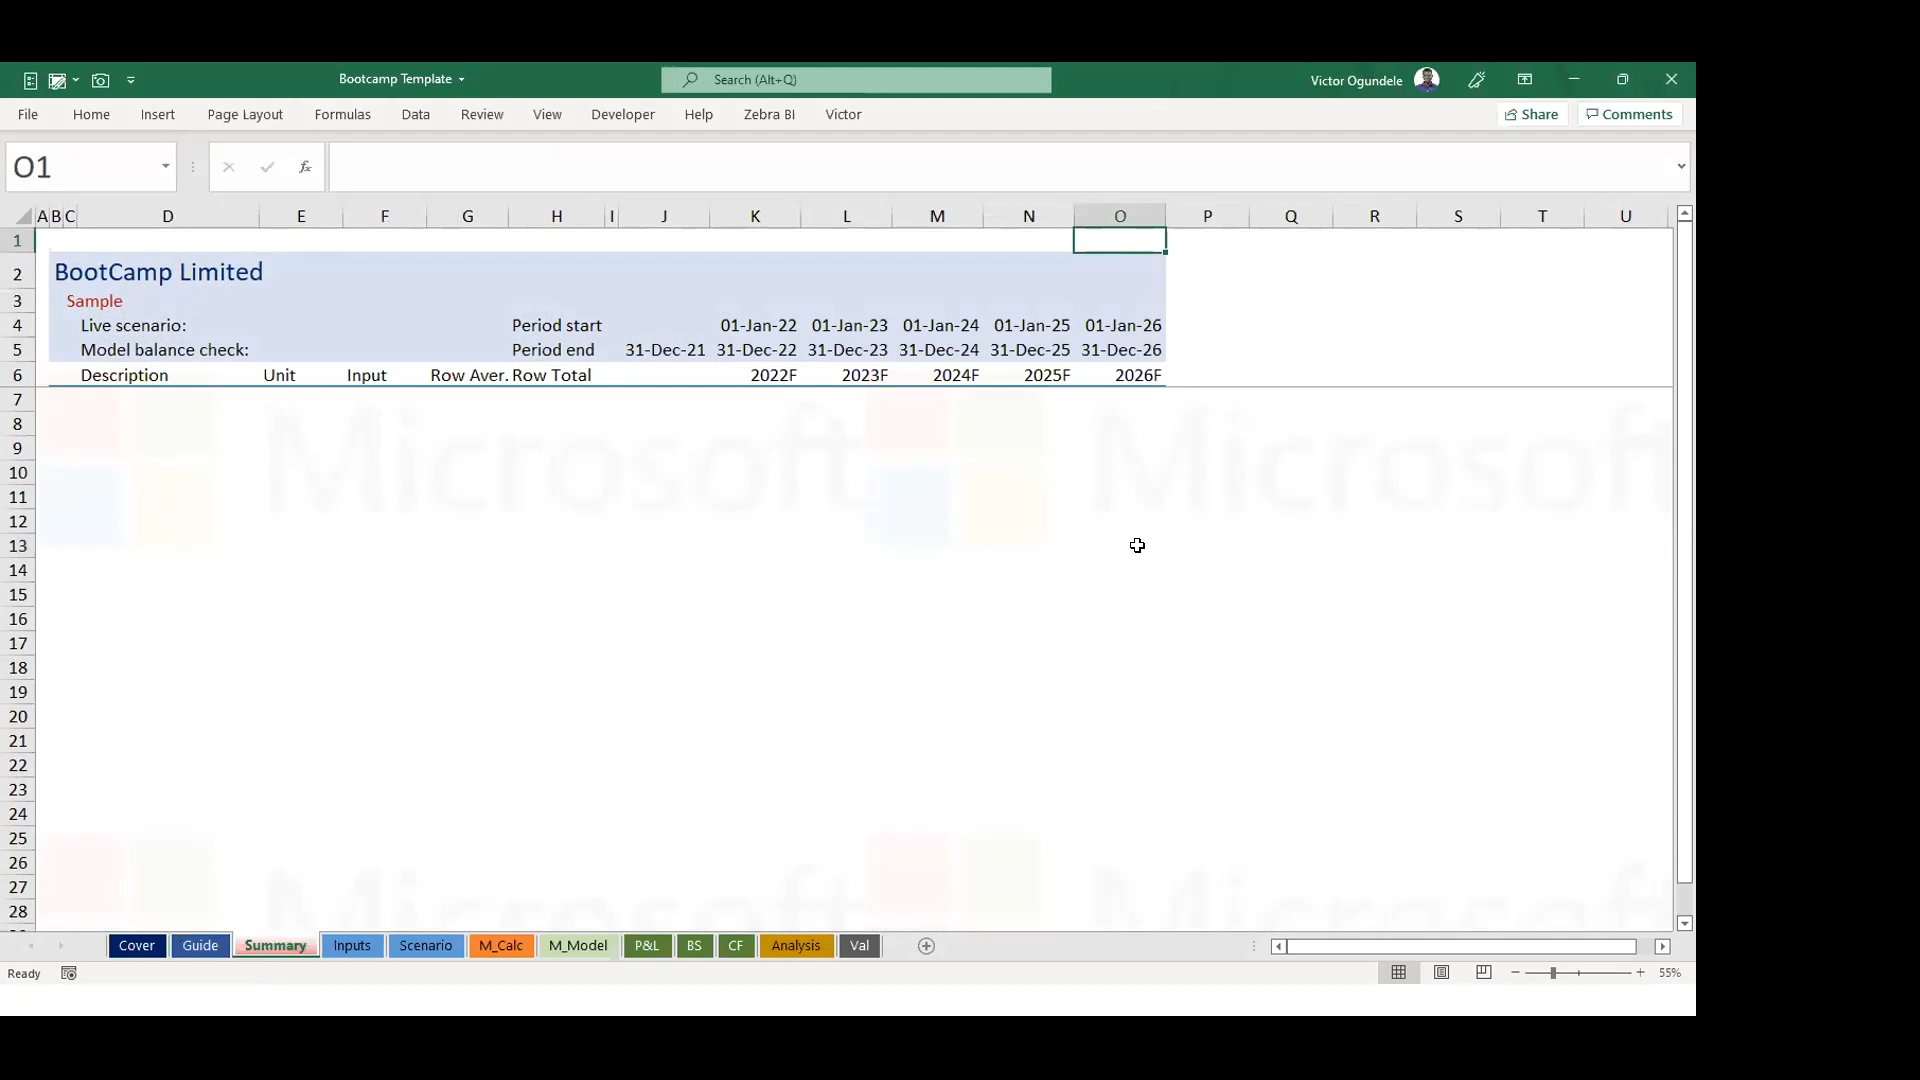 Bootcamp Template
Search (Alt+Q)
Victor Ogundele
File Home Insert Page Layout Formulas Data Review View Developer Help Zebra BI Victor Share Comments
O1 fx
A B C D E F G H I J K L M N O P Q R S T U
1
2 BootCamp Limited
3 Sample
4 Live scenario: Period start 01-Jan-22 01-Jan-23 01-Jan-24 01-Jan-25 01-Jan-26
5 Model balance check: Period end 31-Dec-21 31-Dec-22 31-Dec-23 31-Dec-24 31-Dec-25 31-Dec-26
6 Description Unit Input Row Aver. Row Total 2022F 2023F 2024F 2025F 2026F
7
8
9
10 Microsoft Microsoft
11
12
13
14
15
16
17
18
19
20
21
22
23
24
25
26
27
28 Microsoft Microsoft
Cover Guide Summary Inputs Scenario M_Calc M_Model P&L BS CF Analysis Val
Ready 55%